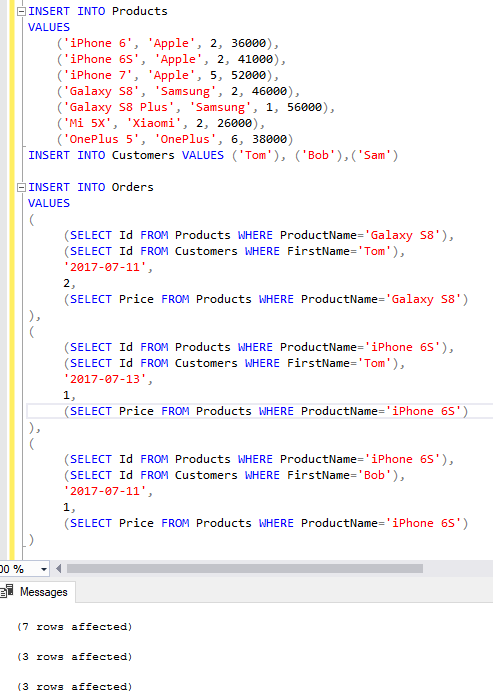 INSERT INTO Products
VALUES
('iPhone 6', 'Apple', 2, 36000),
('iPhone 6S', 'Apple', 2, 41000),
('iPhone 7', 'Apple', 5, 52000),
('Galaxy S8', 'Samsung', 2, 46000),
('Galaxy S8 Plus', 'Samsung', 1, 56000),
('Mi 5X', 'Xiaomi', 2, 26000),
('OnePlus 5', 'OnePlus', 6, 38000)
INSERT INTO Customers VALUES ('Tom'), ('Bob'),('Sam')
INSERT INTO Orders
VALUES
(
(SELECT Id FROM Products WHERE ProductName='Galaxy S8'),
(SELECT Id FROM Customers WHERE FirstName='Tom'),
'2017-07-11',
2,
(SELECT Price FROM Products WHERE ProductName='Galaxy S8')
),
(
(SELECT Id FROM Products WHERE ProductName='iPhone 6S'),
(SELECT Id FROM Customers WHERE FirstName='Tom'),
'2017-07-13',
1,
(SELECT Price FROM Products WHERE ProductName='iPhone 6S')
),
(
(SELECT Id FROM Products WHERE ProductName='iPhone 6S'),
(SELECT Id FROM Customers WHERE FirstName='Bob'),
'2017-07-11',
1,
(SELECT Price FROM Products WHERE ProductName='iPhone 6S')
)
00 %
Messages
(7 rows affected)
(3 rows affected)
(3 rows affected)